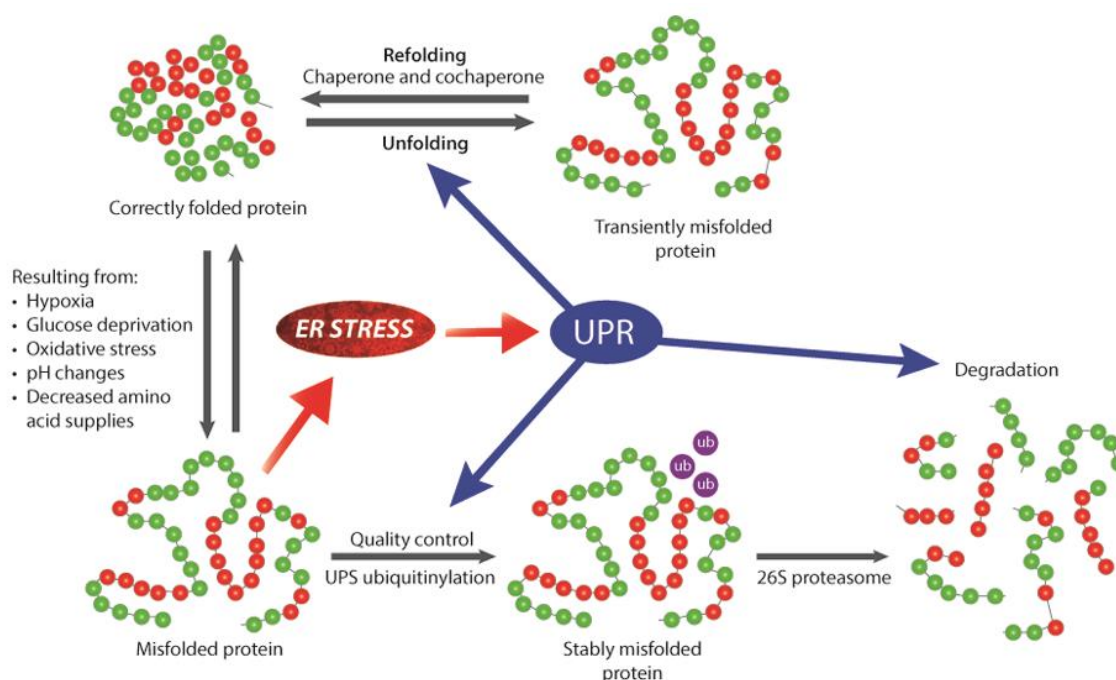 Refolding
Chaperone and cochaperone
Unfolding
Correctly folded protein
Transiently misfolded
protein
Resulting from:
• Hypoxia
• Glucose deprivation
• Oxidative stress
• pH changes
• Decreased amino
acid supplies
ER STRESS
UPR
Degradation
ub
ub
ub
Quality control
UPS ubiquitinylation
26S proteasome
Misfolded protein
Stably misfolded
protein